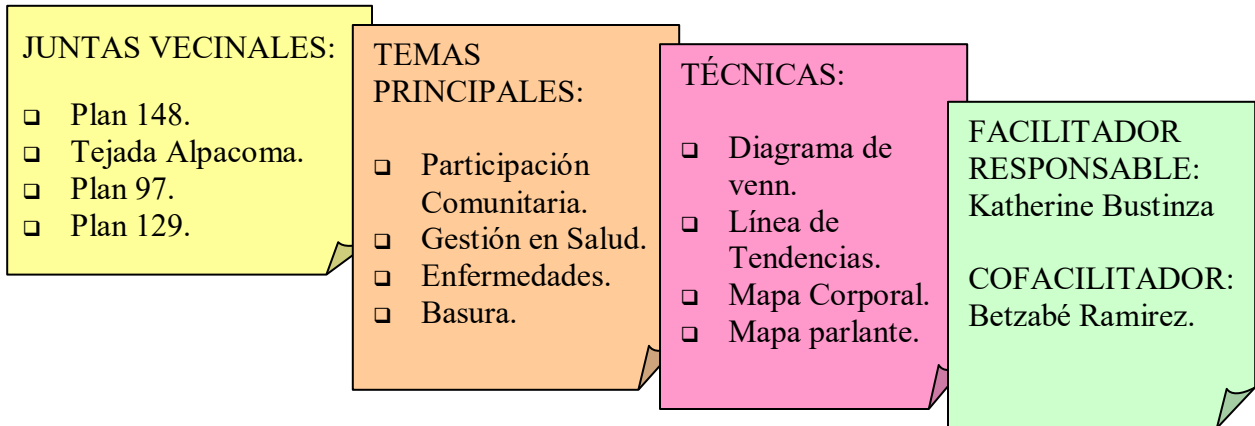 JUNTAS VECINALES:
❑ Plan 148.
❑ Tejada Alpacoma.
❑ Plan 97.
❑ Plan 129.
TEMAS
PRINCIPALES:
❑ Participación
Comunitaria.
❑ Gestión en Salud.
❑ Enfermedades.
❑ Basura.
TÉCNICAS:
❑ Diagrama de
venn.
❑ Línea de
Tendencias.
❑ Mapa Corporal.
❑ Mapa parlante.
FACILITADOR
RESPONSABLE:
Katherine Bustinza
COFACILITADOR:
Betzabé Ramirez.